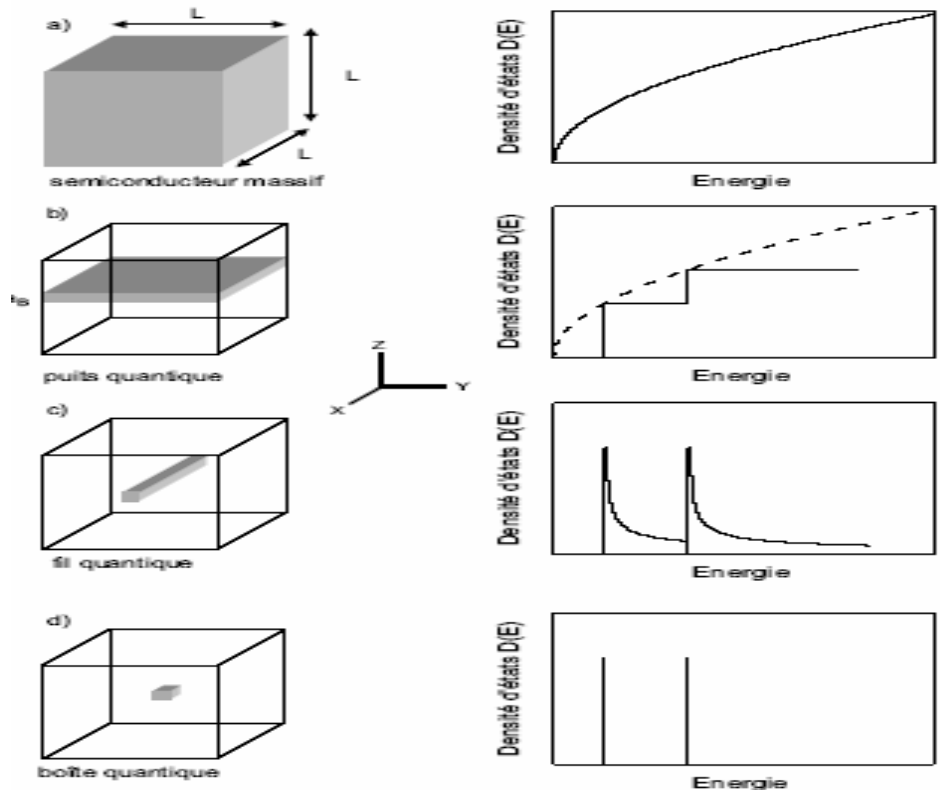 a)
L
L
L
semiconducteur massif
Densité d'états D(E)
Energie
b)
puits quantique
Densité d'états D(E)
Energie
Z
Y
X
c)
fil quantique
Densité d'états D(E)
Energie
d)
boîte quantique
Densité d'états D(E)
Energie